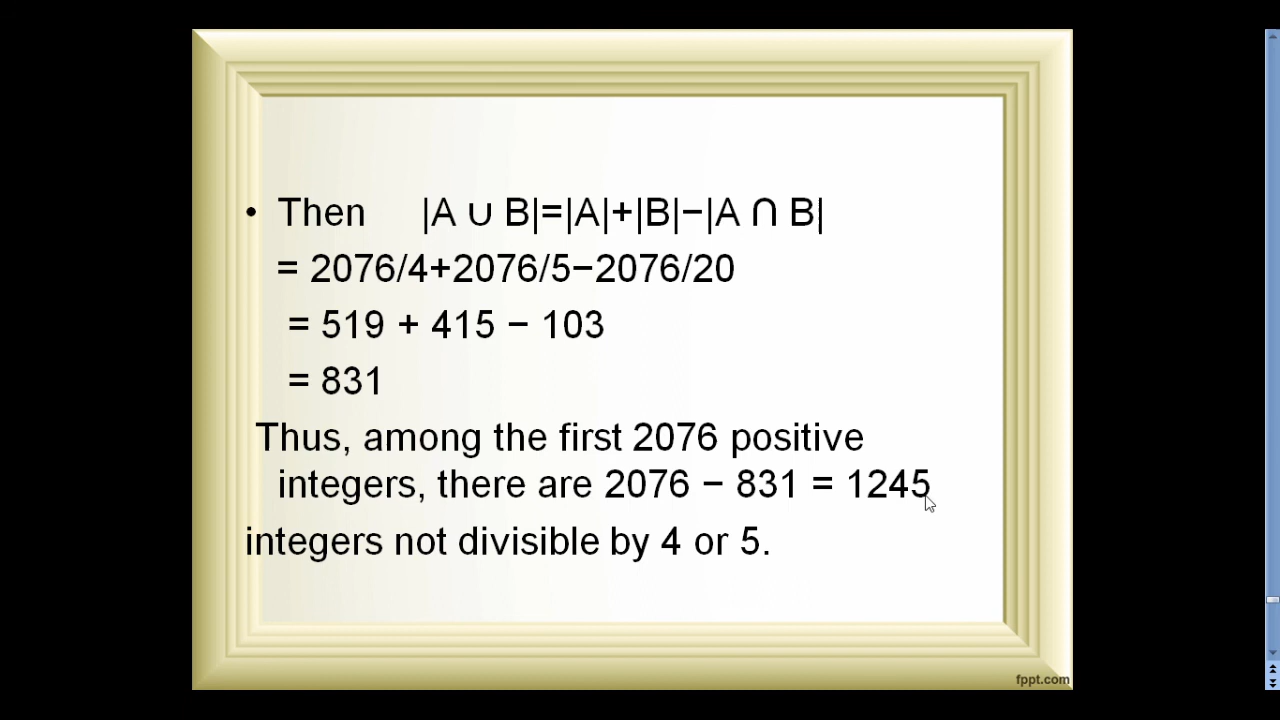 • Then |A ∪ B|=|A|+|B|−|A ∩ B|
= 2076/4+2076/5−2076/20
= 519 + 415 − 103
= 831
Thus, among the first 2076 positive
integers, there are 2076 − 831 = 1245
integers not divisible by 4 or 5.
fppt.com